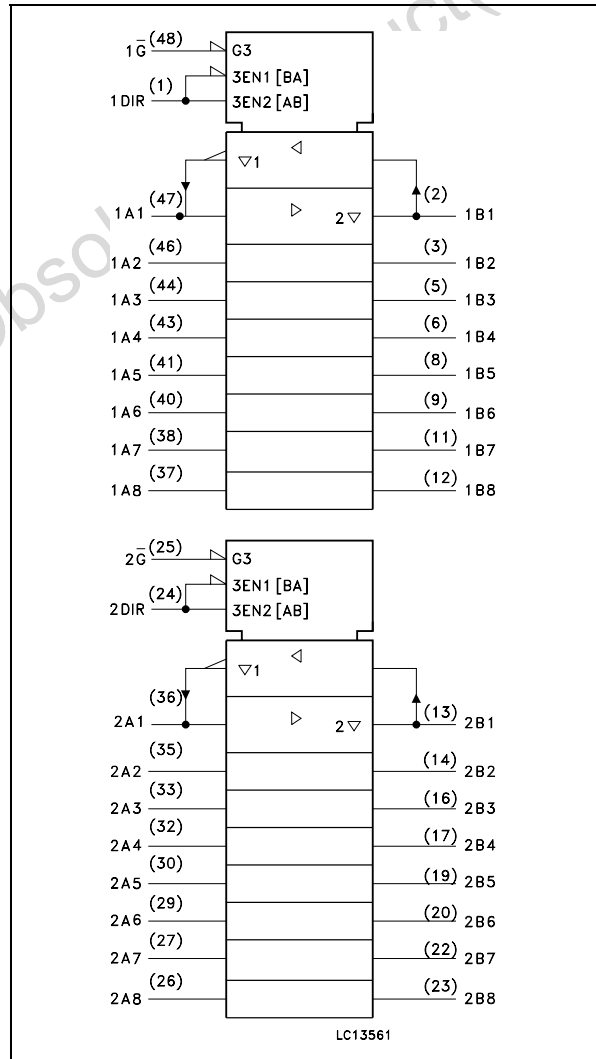 1G̅ (48) G3
3EN1 [BA]
1DIR (1) 3EN2 [AB]
▽1 ◁
1A1 (47) ▷ 2▽ (2) 1B1
1A2 (46) (3) 1B2
1A3 (44) (5) 1B3
1A4 (43) (6) 1B4
1A5 (41) (8) 1B5
1A6 (40) (9) 1B6
1A7 (38) (11) 1B7
1A8 (37) (12) 1B8
2G̅ (25) G3
3EN1 [BA]
2DIR (24) 3EN2 [AB]
▽1 ◁
2A1 (36) ▷ 2▽ (13) 2B1
2A2 (35) (14) 2B2
2A3 (33) (16) 2B3
2A4 (32) (17) 2B4
2A5 (30) (19) 2B5
2A6 (29) (20) 2B6
2A7 (27) (22) 2B7
2A8 (26) (23) 2B8
LC13561